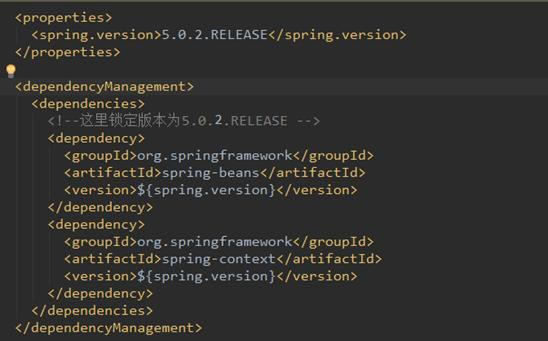 <properties>
<spring.version>5.0.2.RELEASE</spring.version>
</properties>
<dependencyManagement>
<dependencies>
<!--这里锁定版本为5.0.2.RELEASE -->
<dependency>
<groupId>org.springframework</groupId>
<artifactId>spring-beans</artifactId>
<version>${spring.version}</version>
</dependency>
<dependency>
<groupId>org.springframework</groupId>
<artifactId>spring-context</artifactId>
<version>${spring.version}</version>
</dependency>
</dependencies>
</dependencyManagement>